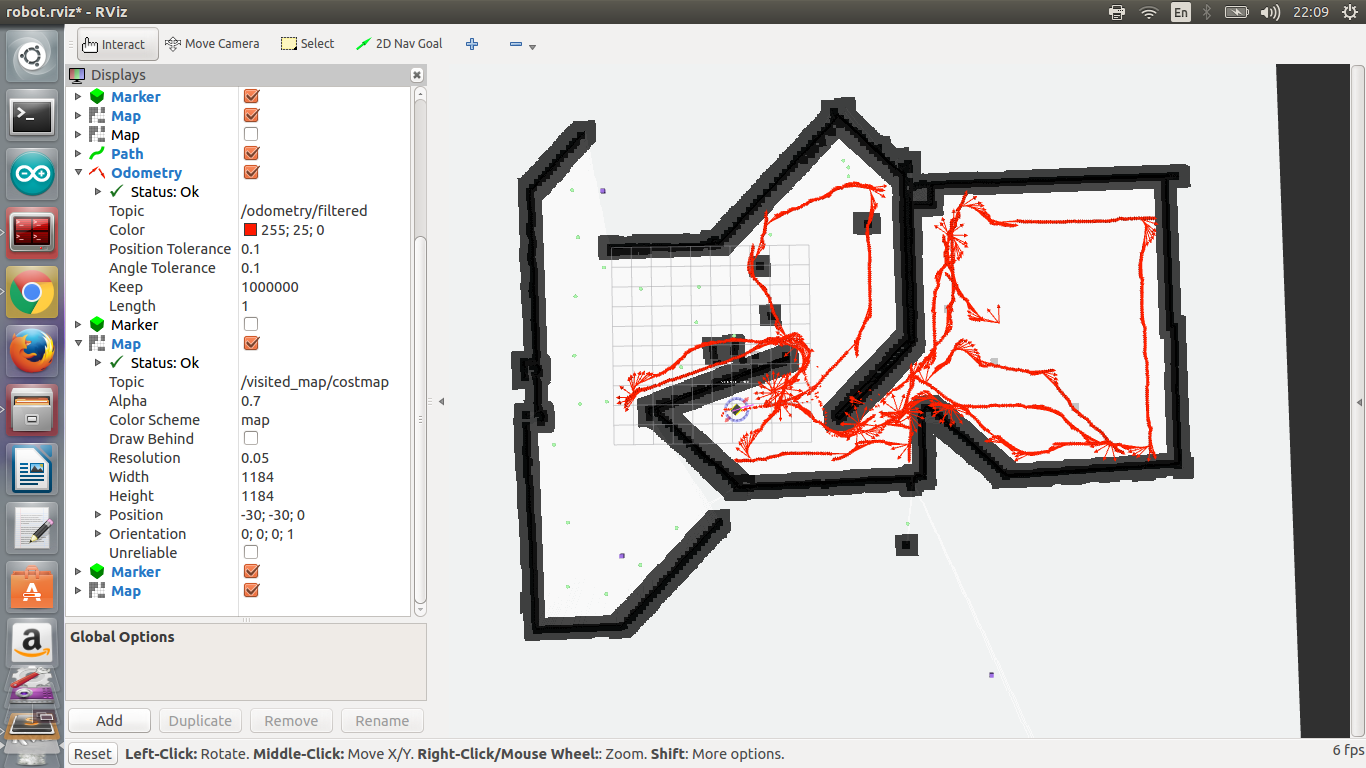 robot.rviz* - RViz
En
22:09
Interact
Move Camera
Select
2D Nav Goal
Displays
Marker
Map
Map
Path
Odometry
Status: Ok
Topic /odometry/filtered
Color 255; 25; 0
Position Tolerance 0.1
Angle Tolerance 0.1
Keep 1000000
Length 1
Marker
Map
Status: Ok
Topic /visited_map/costmap
Alpha 0.7
Color Scheme map
Draw Behind
Resolution 0.05
Width 1184
Height 1184
Position -30; -30; 0
Orientation 0; 0; 0; 1
Unreliable
Marker
Map
Global Options
Add Duplicate Remove Rename
Reset Left-Click: Rotate. Middle-Click: Move X/Y. Right-Click/Mouse Wheel:: Zoom. Shift: More options. 6 fps